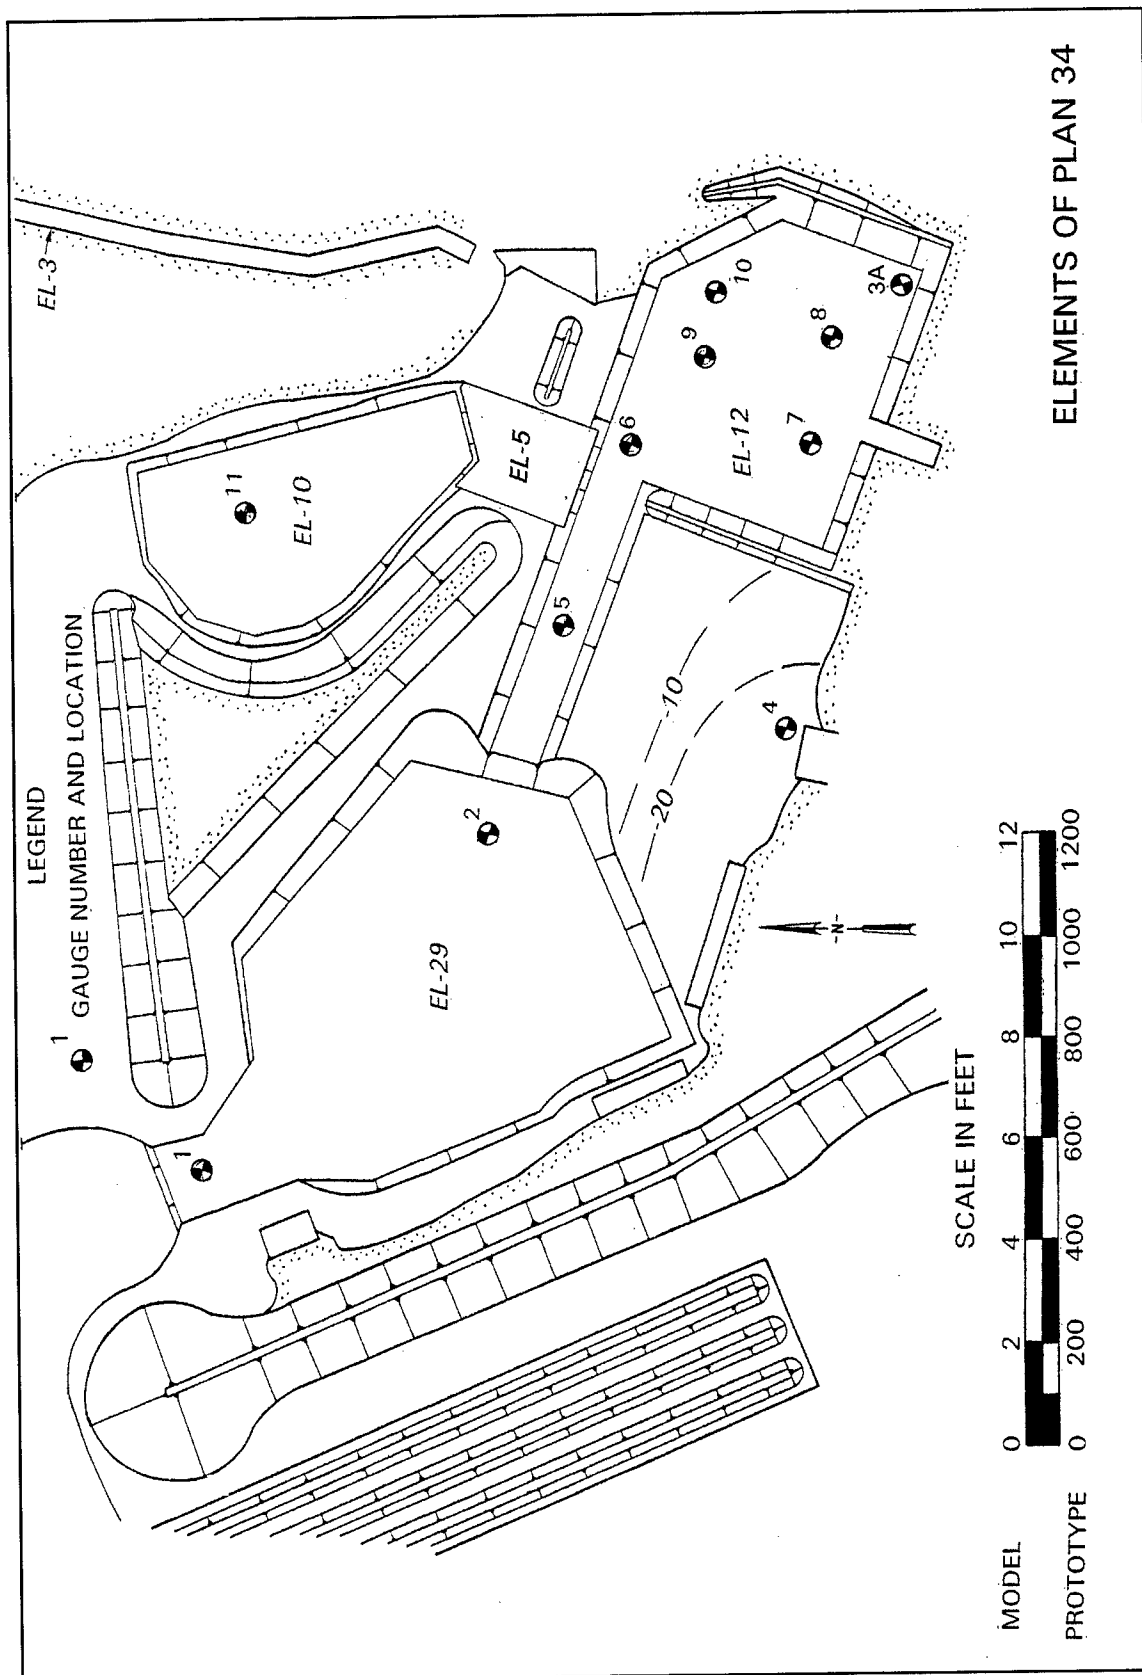 LEGEND
1
GAUGE NUMBER AND LOCATION
EL-3
11
EL-10
1
EL-5
6
9
10
5
2
EL-29
EL-12
8
3A
7
-10
-20
4
-N-
ELEMENTS OF PLAN 34
SCALE IN FEET
MODEL 0 2 4 6 8 10 12
PROTOTYPE 0 200 400 600 800 1000 1200